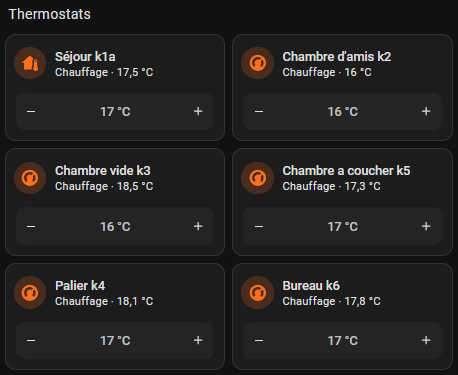 Thermostats
Séjour k1a
Chauffage · 17,5 °C
− 17 °C +
Chambre d'amis k2
Chauffage · 16 °C
− 16 °C +
Chambre vide k3
Chauffage · 18,5 °C
− 16 °C +
Chambre a coucher k5
Chauffage · 17,3 °C
− 17 °C +
Palier k4
Chauffage · 18,1 °C
− 17 °C +
Bureau k6
Chauffage · 17,8 °C
− 17 °C +